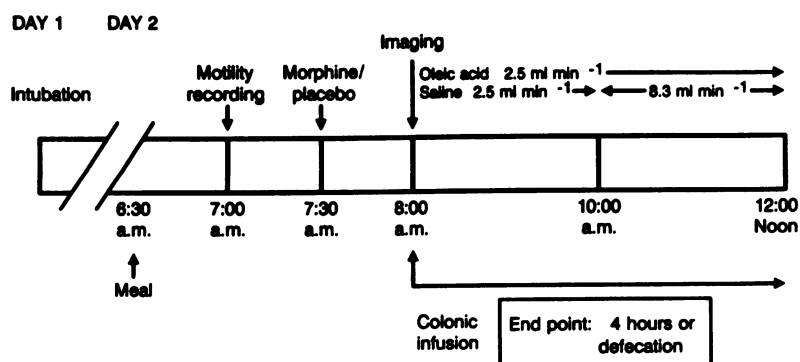 DAY 1 DAY 2
Imaging
Oleic acid 2.5 ml min -1
Saline 2.5 ml min -1 8.3 ml min -1
Intubation
Motility
recording
Morphine/
placebo
6:30
a.m.
7:00
a.m.
7:30
a.m.
8:00
a.m.
10:00
a.m.
12:00
Noon
Meal
Colonic
infusion
End point: 4 hours or
defecation